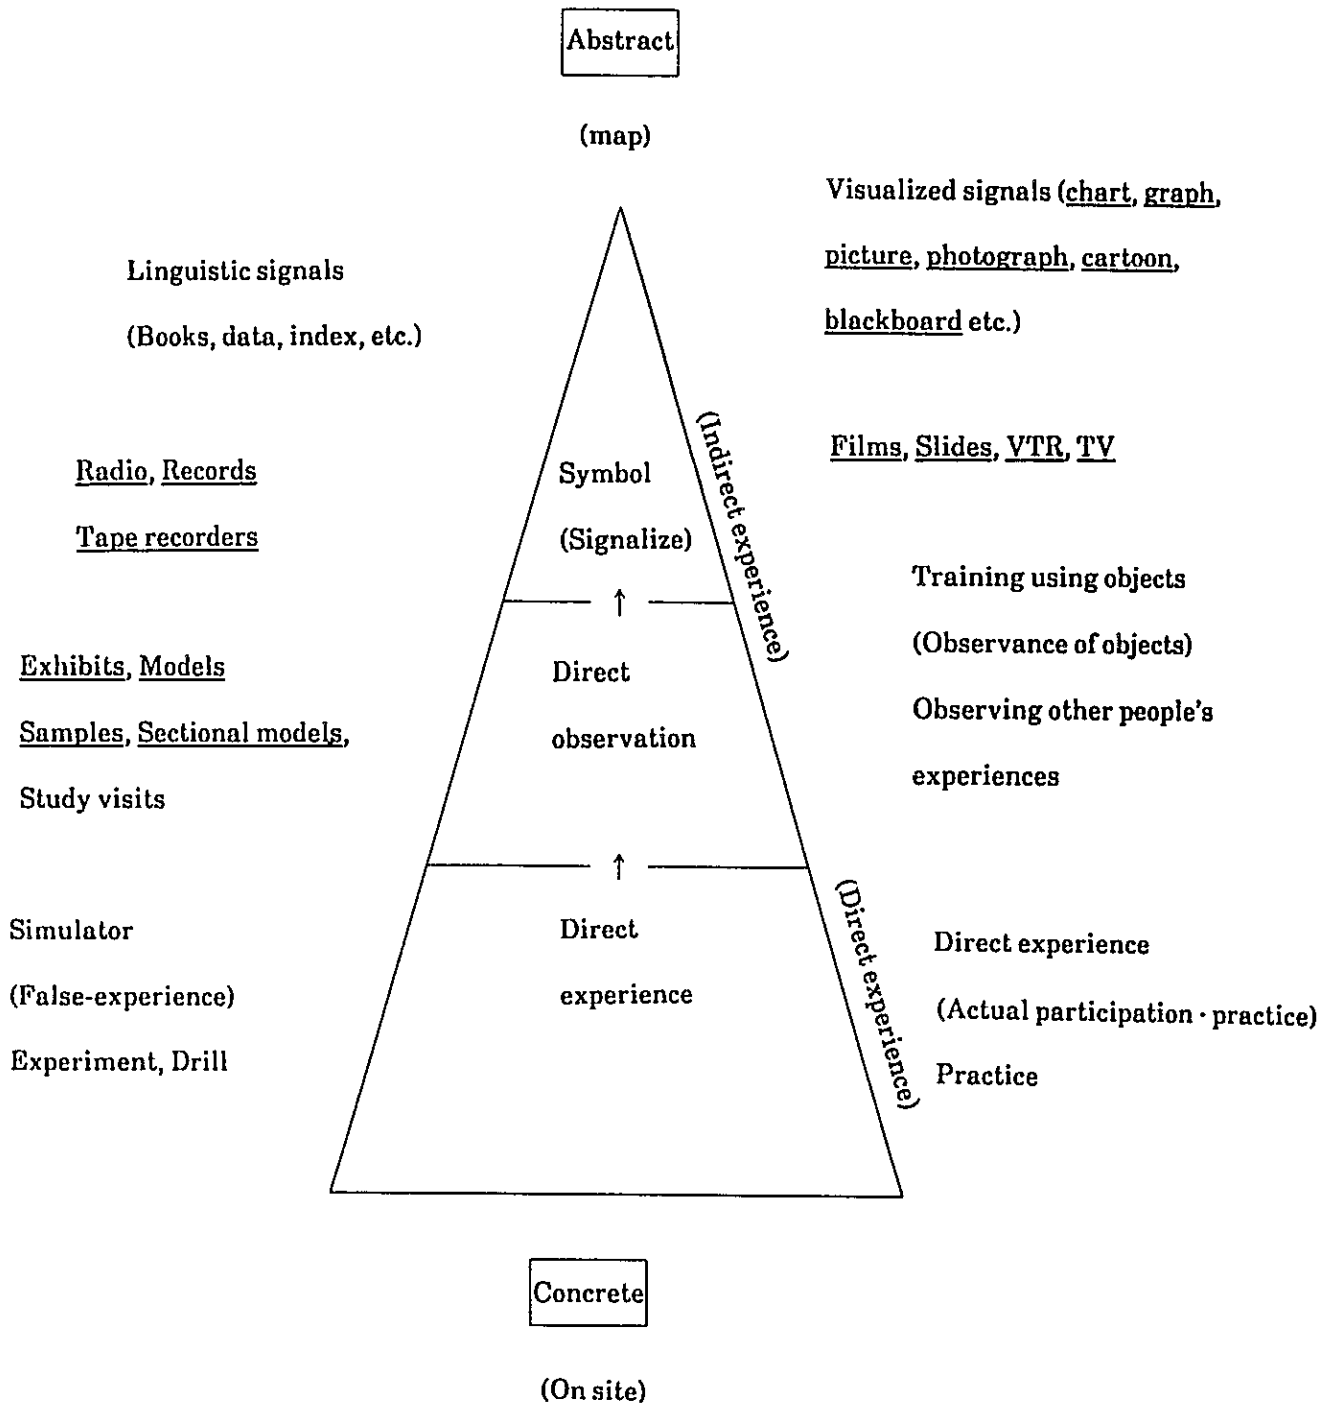 Abstract
(map)
Visualized signals (chart, graph,
picture, photograph, cartoon,
blackboard etc.)
Linguistic signals
(Books, data, index, etc.)
(Indirect experience)
Films, Slides, VTR, TV
Radio, Records
Tape recorders
Symbol
(Signalize)
↑
Training using objects
(Observance of objects)
Observing other people's
experiences
Exhibits, Models
Samples, Sectional models,
Study visits
Direct
observation
↑
(Direct experience)
Simulator
(False-experience)
Experiment, Drill
Direct
experience
Direct experience
(Actual participation · practice)
Practice
Concrete
(On site)